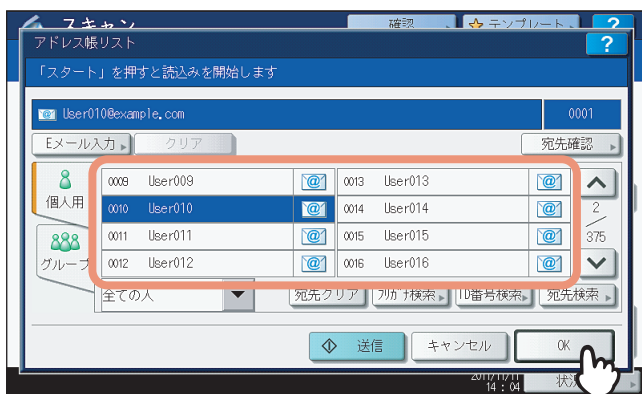 スキャン 確認 テンプレート ?
アドレス帳リスト ?
「スタート」を押すと読込みを開始します
User010@example.com 0001
Eメール入力 クリア 宛先確認
個人用
グループ
0009 User009 @ 0013 User013 @
0010 User010 @ 0014 User014 @
0011 User011 @ 0015 User015 @
0012 User012 @ 0016 User016 @
2
375
全ての人 宛先クリア フリガナ検索 ID番号検索 宛先検索
送信 キャンセル OK
2011/11/11
14:04
状況